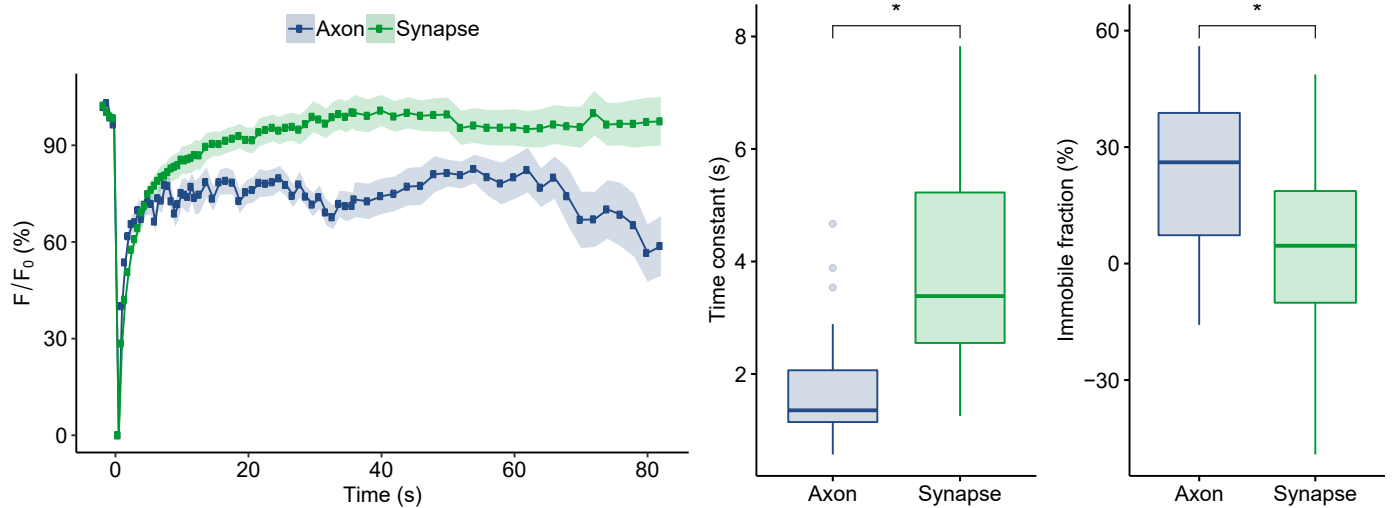 Axon Synapse
F/F0 (%)
90
60
30
0
0 20 40 60 80
Time (s)
*
Time constant (s)
8
6
4
2
Axon Synapse
*
Immobile fraction (%)
60
30
0
−30
Axon Synapse